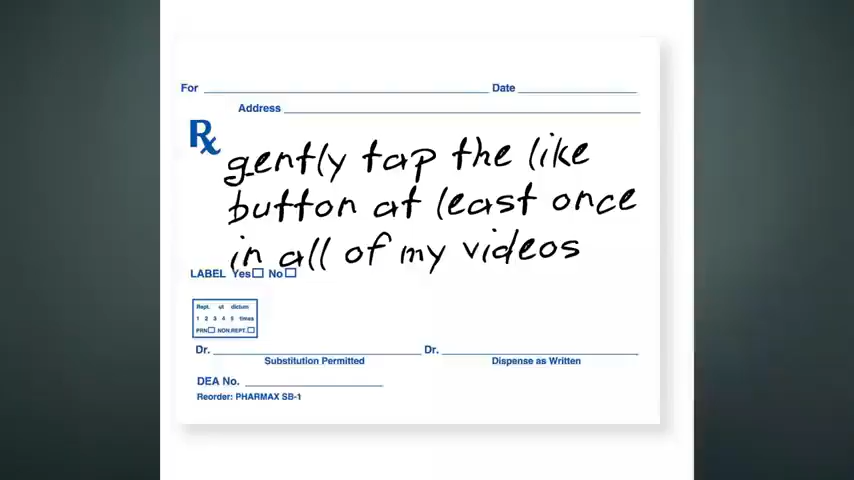 For Date
Address
Rx
gently tap the like
button at least once
in all of my videos
LABEL Yes No
Rept. ut dictum
1 2 3 4 5 times
PRN NON.REPT.
Dr. Dr.
Substitution Permitted Dispense as Written
DEA No.
Reorder: PHARMAX SB-1